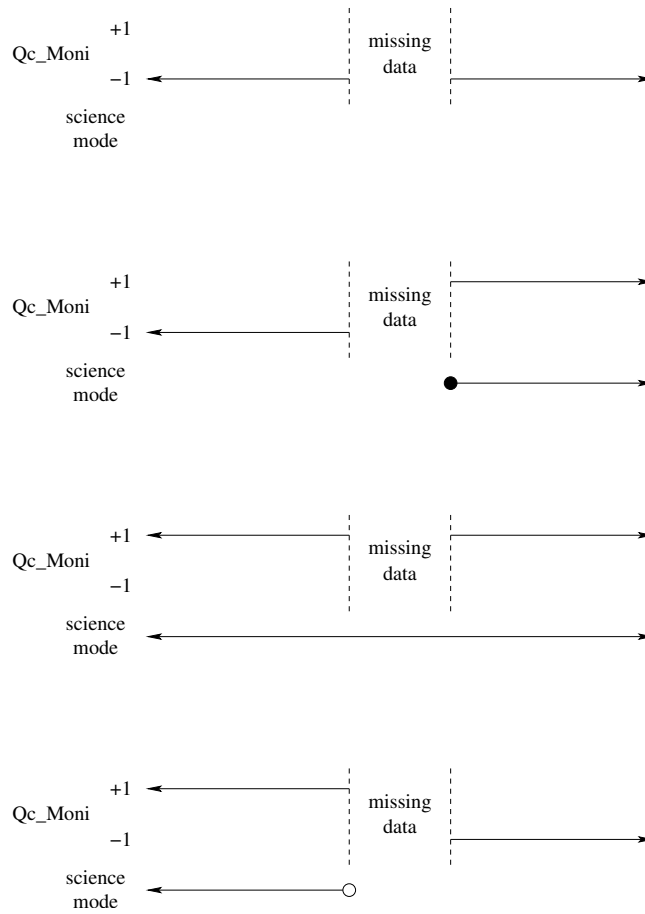 +1
Qc_Moni
−1
missing
data
science
mode
+1
Qc_Moni
−1
missing
data
science
mode
+1
Qc_Moni
−1
missing
data
science
mode
+1
Qc_Moni
−1
missing
data
science
mode